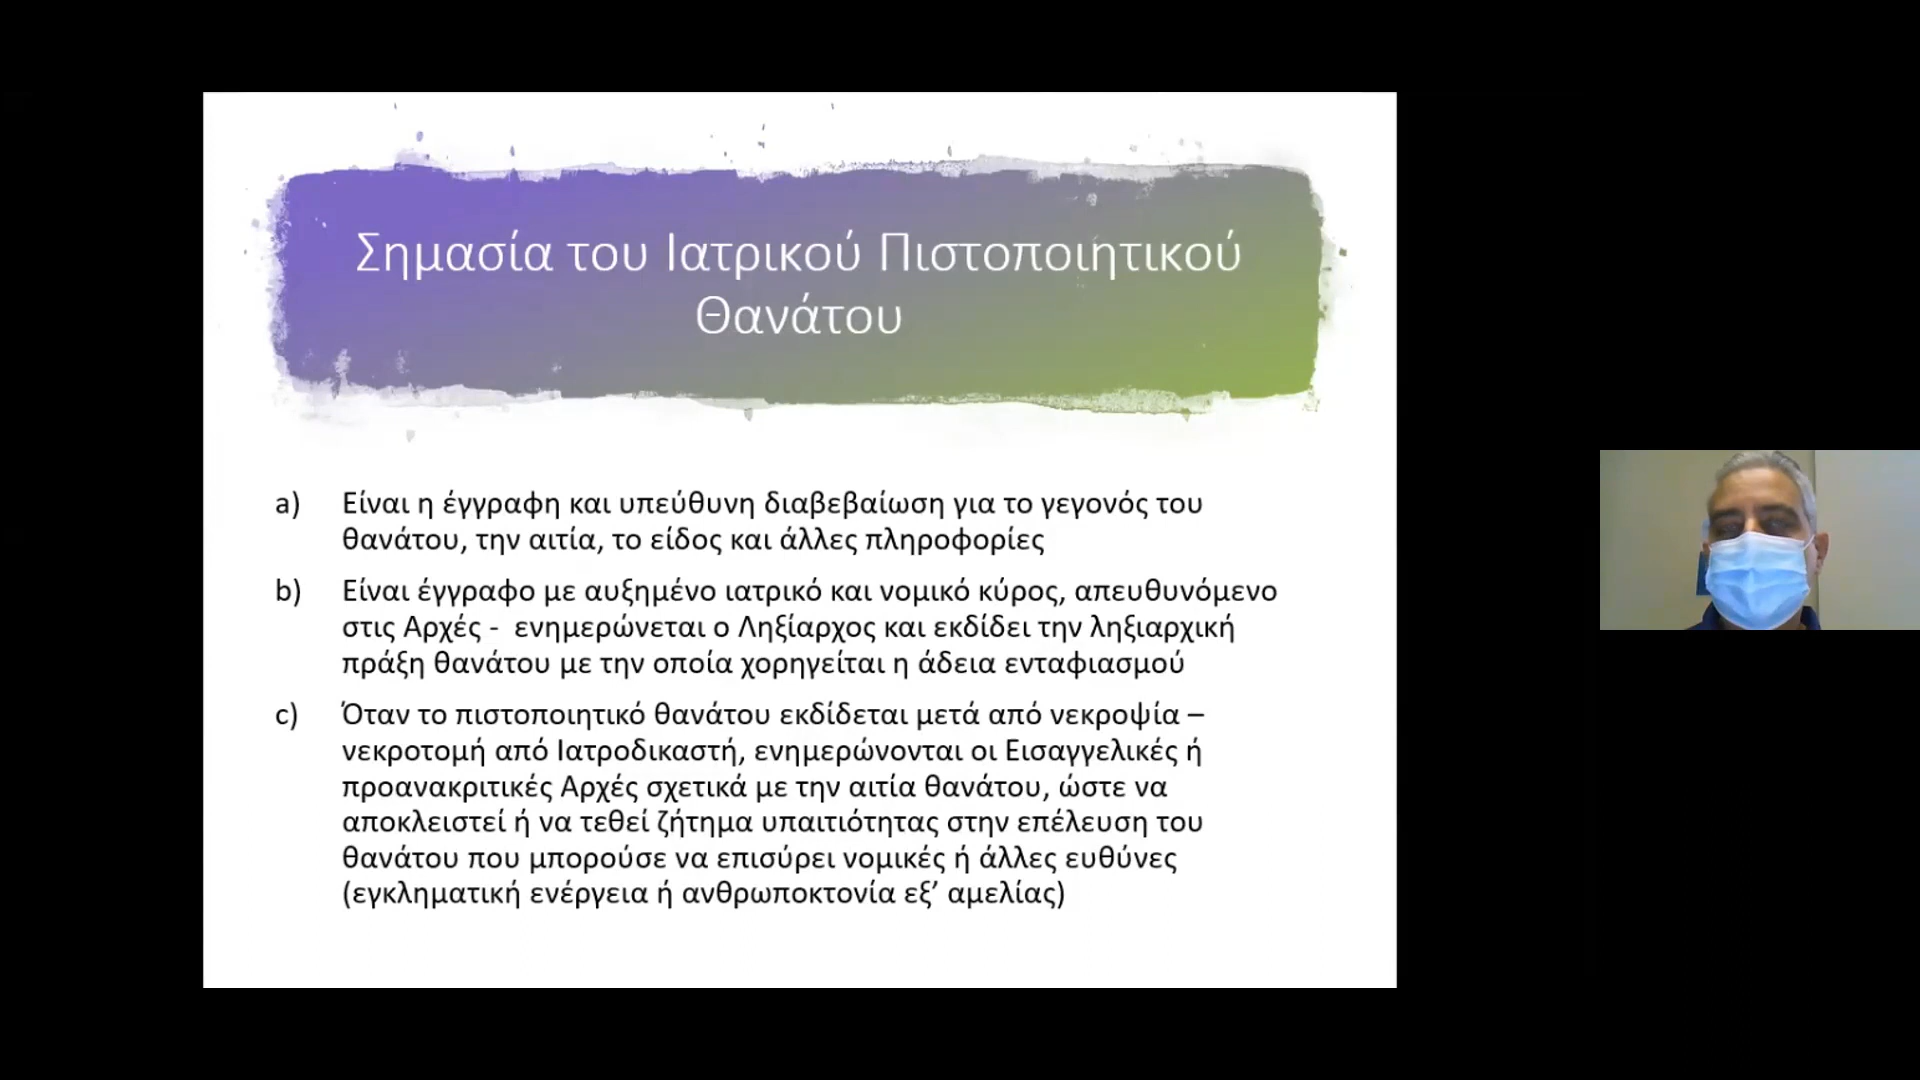 Σημασία του Ιατρικού Πιστοποιητικού
Θανάτου
a) Είναι η έγγραφη και υπεύθυνη διαβεβαίωση για το γεγονός του
θανάτου, την αιτία, το είδος και άλλες πληροφορίες
b) Είναι έγγραφο με αυξημένο ιατρικό και νομικό κύρος, απευθυνόμενο
στις Αρχές -  ενημερώνεται ο Ληξίαρχος και εκδίδει την ληξιαρχική
πράξη θανάτου με την οποία χορηγείται η άδεια ενταφιασμού
c) Όταν το πιστοποιητικό θανάτου εκδίδεται μετά από νεκροψία –
νεκροτομή από Ιατροδικαστή, ενημερώνονται οι Εισαγγελικές ή
προανακριτικές Αρχές σχετικά με την αιτία θανάτου, ώστε να
αποκλειστεί ή να τεθεί ζήτημα υπαιτιότητας στην επέλευση του
θανάτου που μπορούσε να επισύρει νομικές ή άλλες ευθύνες
(εγκληματική ενέργεια ή ανθρωποκτονία εξ’ αμελίας)